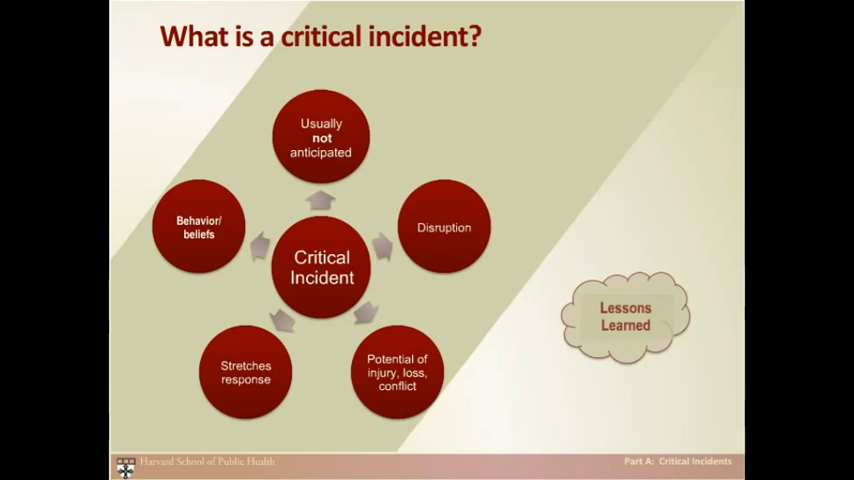 What is a critical incident?
Usually
not
anticipated
Behavior/
beliefs
Disruption
Critical
Incident
Lessons
Learned
Stretches
response
Potential of
injury, loss,
conflict
Harvard School of Public Health
Part A: Critical Incidents